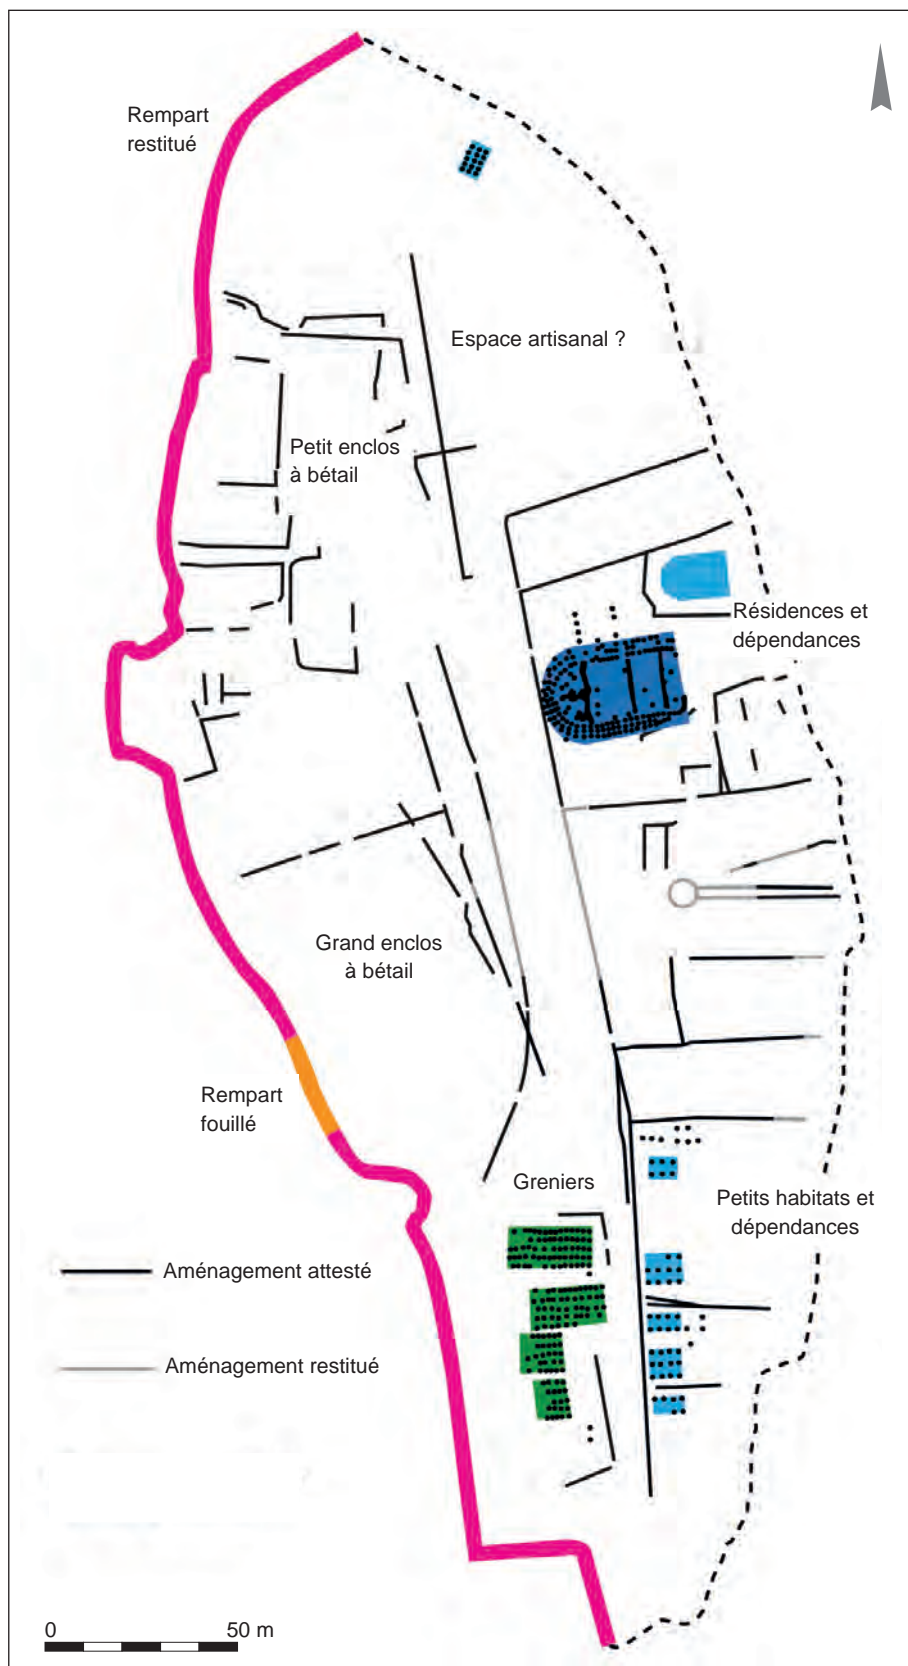 Rempart
restitué
Espace artisanal ?
Petit enclos
à bétail
Résidences et
dépendances
Grand enclos
à bétail
Rempart
fouillé
Greniers
Petits habitats et
dépendances
Aménagement attesté
Aménagement restitué
0 50 m